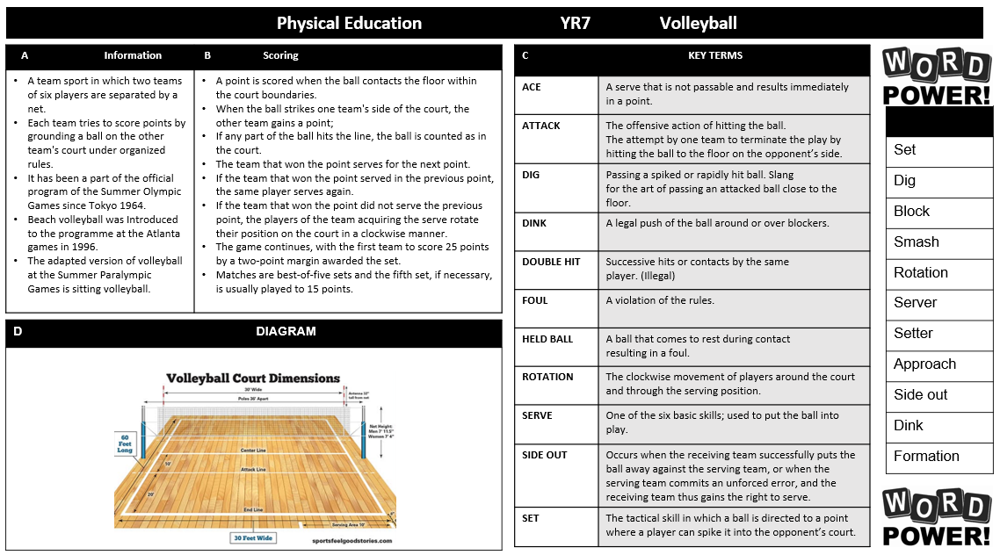 Physical Education YR7 Volleyball
A Information
• A team sport in which two teams
of six players are separated by a
net.
• Each team tries to score points by
grounding a ball on the other
team's court under organized
rules.
• It has been a part of the official
program of the Summer Olympic
Games since Tokyo 1964.
• Beach volleyball was Introduced
to the programme at the Atlanta
games in 1996.
• The adapted version of volleyball
at the Summer Paralympic
Games is sitting volleyball.
B Scoring
• A point is scored when the ball contacts the floor within
the court boundaries.
• When the ball strikes one team's side of the court, the
other team gains a point;
• If any part of the ball hits the line, the ball is counted as in
the court.
• The team that won the point serves for the next point.
• If the team that won the point served in the previous point,
the same player serves again.
• If the team that won the point did not serve the previous
point, the players of the team acquiring the serve rotate
their position on the court in a clockwise manner.
• The game continues, with the first team to score 25 points
by a two-point margin awarded the set.
• Matches are best-of-five sets and the fifth set, if necessary,
is usually played to 15 points.
D DIAGRAM
Volleyball Court Dimensions
30' Wide
Poles 36' Apart
Antenna 32"
tall from net
Net Height:
Men 7' 11.5"
Women 7' 4"
60
Feet
Long
Center Line
10'
Attack Line
20'
End Line
Serving Area 10'
30 Feet Wide
sportsfeelgoodstories.com
C KEY TERMS
ACE
A serve that is not passable and results immediately
in a point.
ATTACK
The offensive action of hitting the ball.
The attempt by one team to terminate the play by
hitting the ball to the floor on the opponent's side.
DIG
Passing a spiked or rapidly hit ball. Slang
for the art of passing an attacked ball close to the
floor.
DINK
A legal push of the ball around or over blockers.
DOUBLE HIT
Successive hits or contacts by the same
player. (Illegal)
FOUL
A violation of the rules.
HELD BALL
A ball that comes to rest during contact
resulting in a foul.
ROTATION
The clockwise movement of players around the court
and through the serving position.
SERVE
One of the six basic skills; used to put the ball into
play.
SIDE OUT
Occurs when the receiving team successfully puts the
ball away against the serving team, or when the
serving team commits an unforced error, and the
receiving team thus gains the right to serve.
SET
The tactical skill in which a ball is directed to a point
where a player can spike it into the opponent's court.
WORD
POWER!
Set
Dig
Block
Smash
Rotation
Server
Setter
Approach
Side out
Dink
Formation
WORD
POWER!